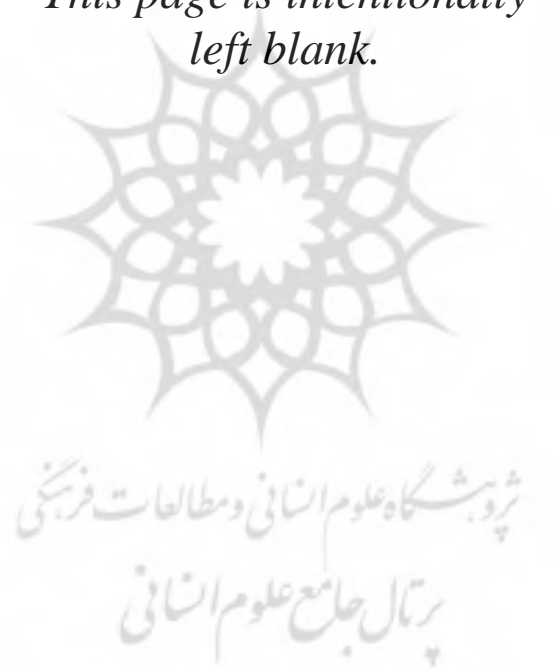 This page is intentionally
left blank.
پژوهشگاه علوم انسانی و مطالعات فرهنگی
پرتال جامع علوم انسانی